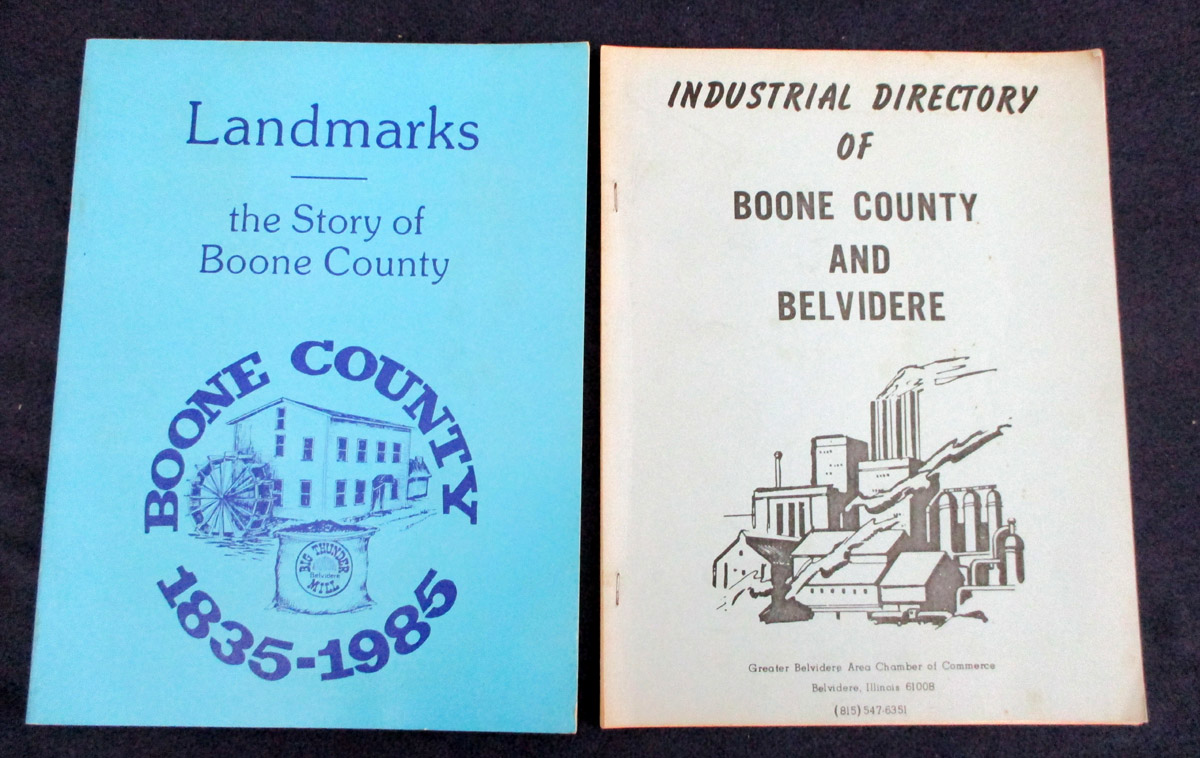 Landmarks
the Story of
Boone County
BOONE COUNTY
BIG THUNDER
Belvidere
MILL
1835-1985
INDUSTRIAL DIRECTORY
OF
BOONE COUNTY
AND
BELVIDERE
Greater Belvidere Area Chamber of Commerce
Belvidere, Illinois 61008
(815) 547-6351